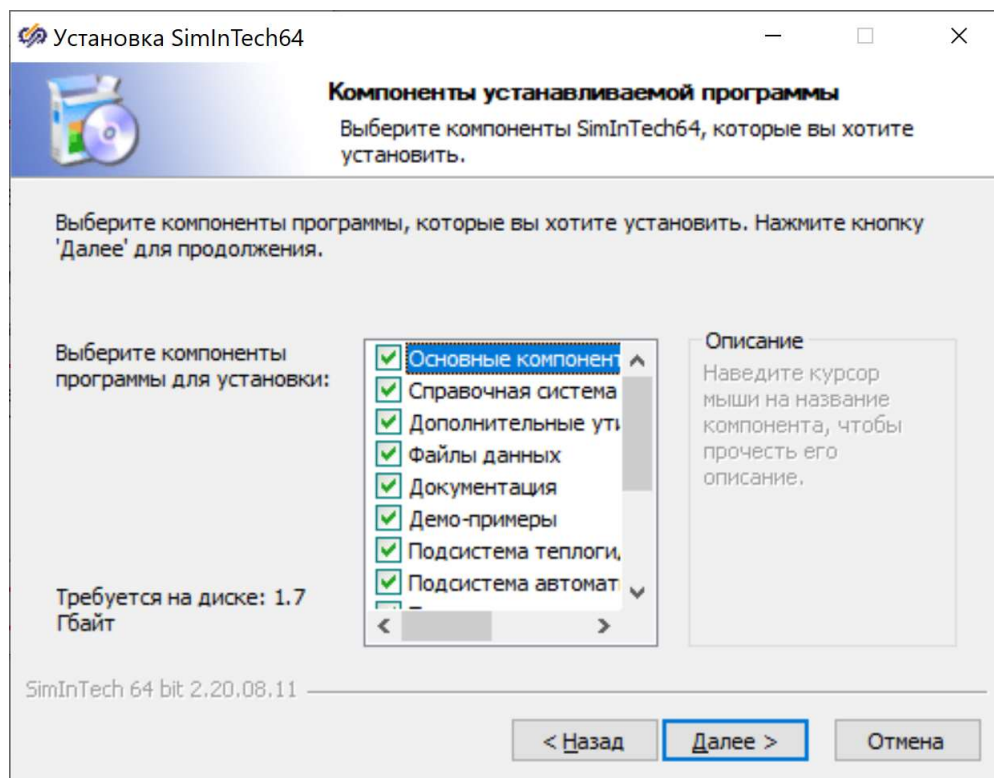 Установка SimInTech64
Компоненты устанавливаемой программы
Выберите компоненты SimInTech64, которые вы хотите
установить.
Выберите компоненты программы, которые вы хотите установить. Нажмите кнопку
'Далее' для продолжения.
Выберите компоненты
программы для установки:
Основные компонент
Справочная система
Дополнительные ути
Файлы данных
Документация
Демо-примеры
Подсистема теплоги
Подсистема автомат
Описание
Наведите курсор
мыши на название
компонента, чтобы
прочесть его
описание.
Требуется на диске: 1.7
Гбайт
SimInTech 64 bit 2.20.08.11
< Назад
Далее >
Отмена